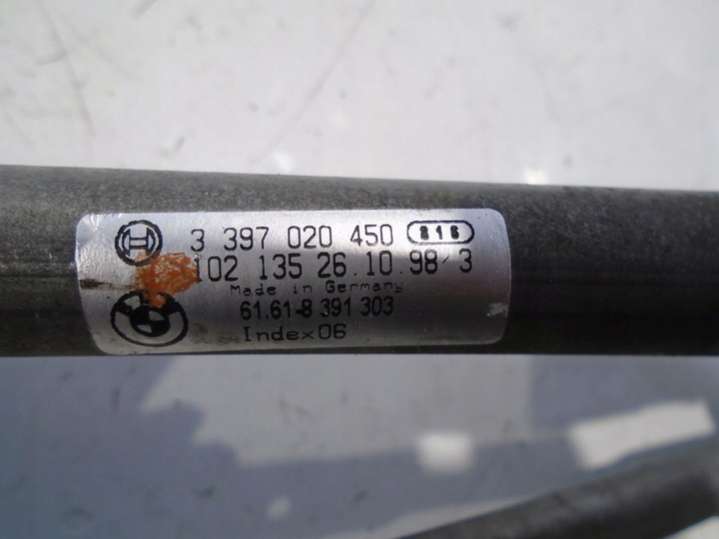 3 397 020 450 816
102 135 26.10.98/3
Made in Germany
61.61-8 391 303
Index06